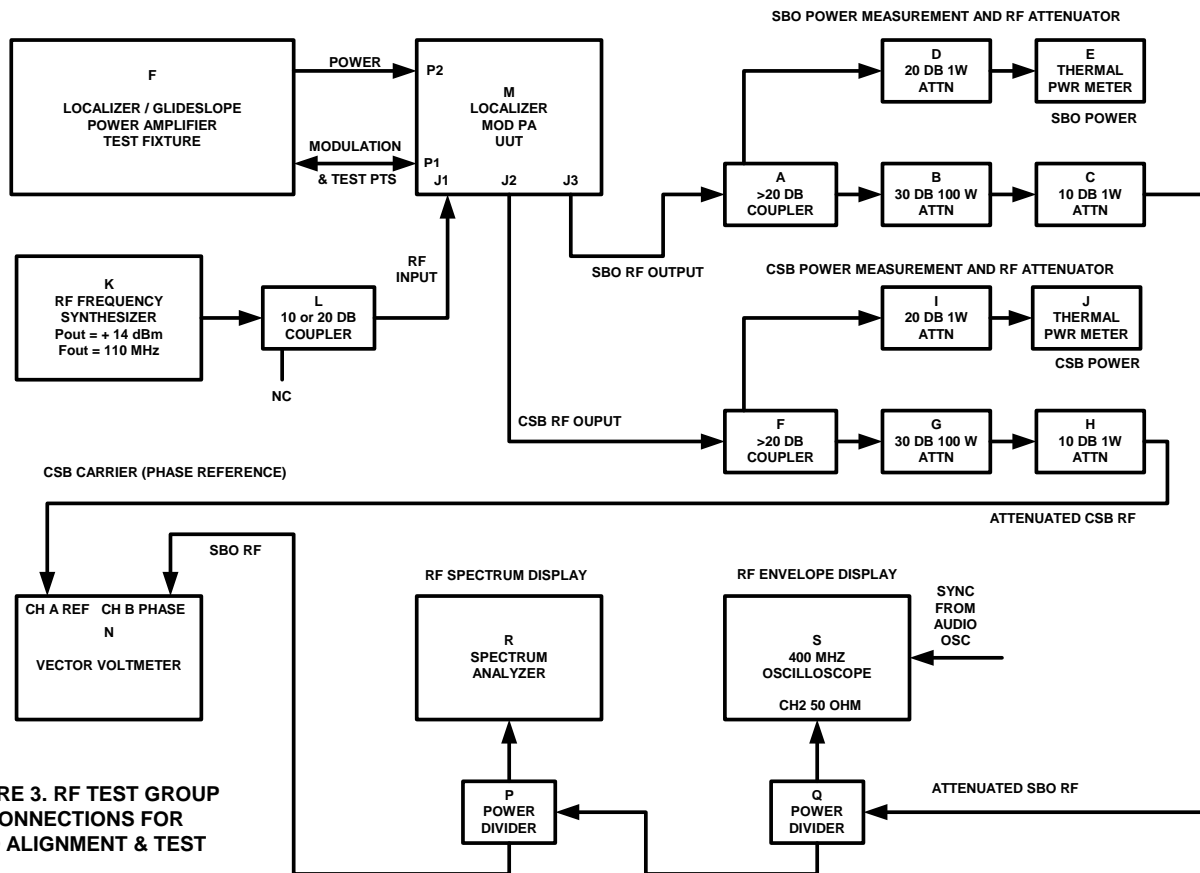 SBO POWER MEASUREMENT AND RF ATTENUATOR
F
LOCALIZER / GLIDESLOPE
POWER AMPLIFIER
TEST FIXTURE
POWER
MODULATION
& TEST PTS
P2
M
LOCALIZER
MOD PA
UUT
P1
J1
J2
J3
D
20 DB 1W
ATTN
E
THERMAL
PWR METER
SBO POWER
A
>20 DB
COUPLER
B
30 DB 100 W
ATTN
C
10 DB 1W
ATTN
K
RF FREQUENCY
SYNTHESIZER
Pout = + 14 dBm
Fout = 110 MHz
L
10 or 20 DB
COUPLER
NC
RF
INPUT
SBO RF OUTPUT
CSB POWER MEASUREMENT AND RF ATTENUATOR
I
20 DB 1W
ATTN
J
THERMAL
PWR METER
CSB POWER
CSB RF OUPUT
F
>20 DB
COUPLER
G
30 DB 100 W
ATTN
H
10 DB 1W
ATTN
CSB CARRIER (PHASE REFERENCE)
ATTENUATED CSB RF
SBO RF
CH A REF CH B PHASE
N
VECTOR VOLTMETER
RF SPECTRUM DISPLAY
R
SPECTRUM
ANALYZER
RF ENVELOPE DISPLAY
S
400 MHZ
OSCILLOSCOPE
CH2 50 OHM
SYNC
FROM
AUDIO
OSC
P
POWER
DIVIDER
Q
POWER
DIVIDER
ATTENUATED SBO RF
RE 3. RF TEST GROUP
ONNECTIONS FOR
ALIGNMENT & TEST